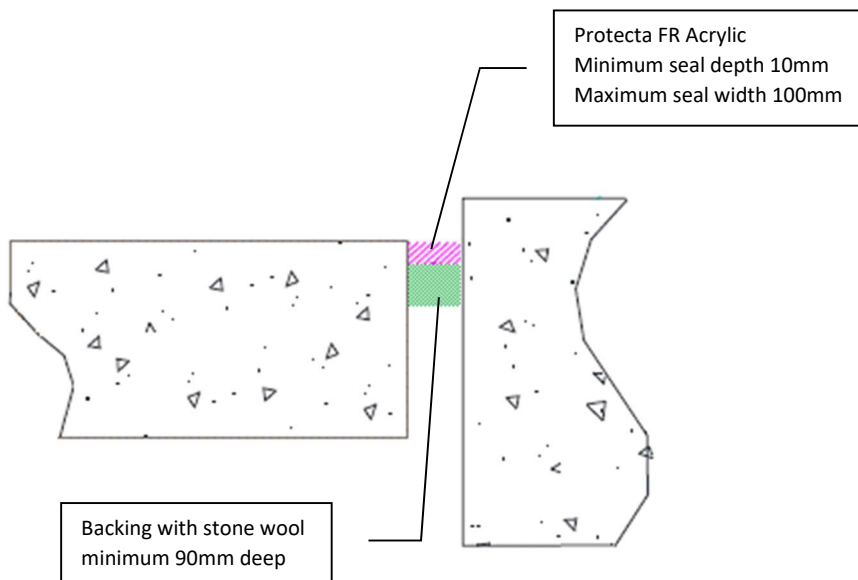 Protecta FR Acrylic
Minimum seal depth 10mm
Maximum seal width 100mm
Backing with stone wool
minimum 90mm deep